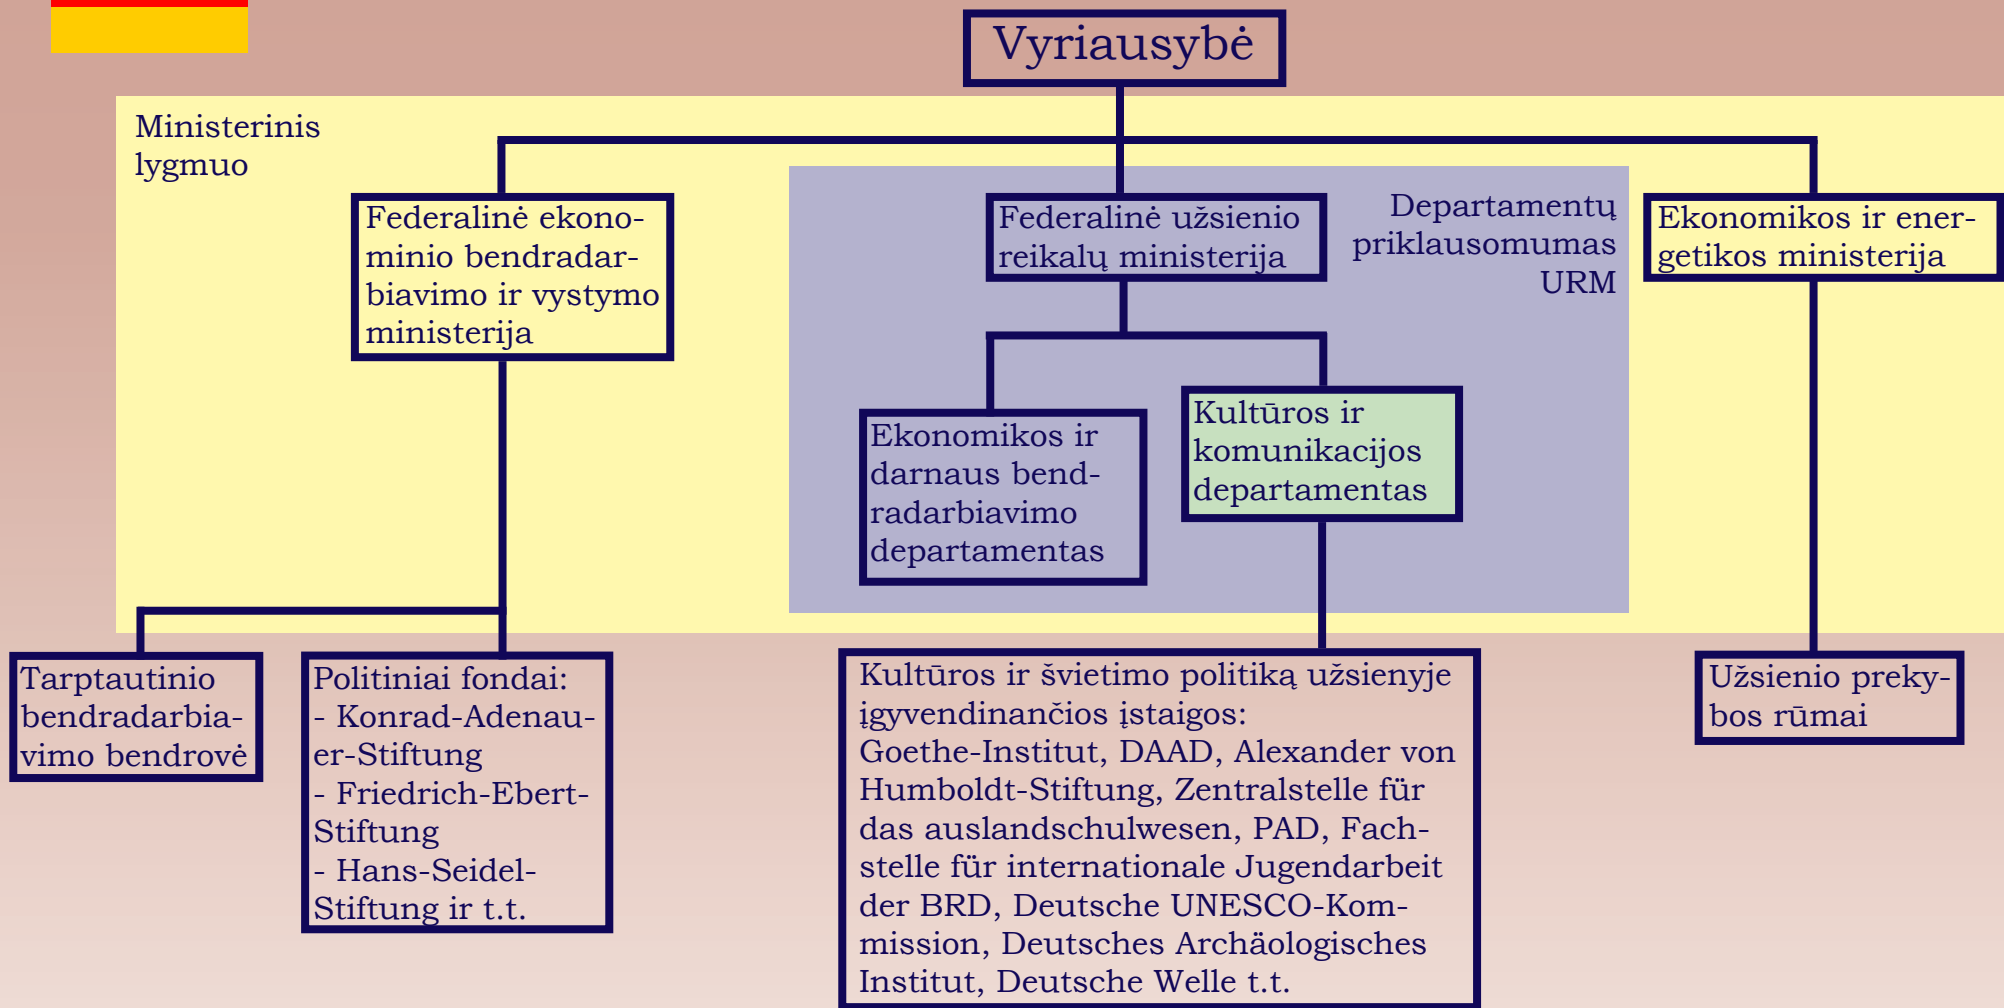 Vyriausybė
Ministerinis
lygmuo
Federalinė ekono-
minio bendradar-
biavimo ir vystymo
ministerija
Federalinė užsienio
reikalų ministerija
Departamentų
priklausomumas
URM
Ekonomikos ir ener-
getikos ministerija
Ekonomikos ir
darnaus bend-
radarbiavimo
departamentas
Kultūros ir
komunikacijos
departamentas
Tarptautinio
bendradarbia-
vimo bendrovė
Politiniai fondai:
- Konrad-Adenau-
er-Stiftung
- Friedrich-Ebert-
Stiftung
- Hans-Seidel-
Stiftung ir t.t.
Kultūros ir švietimo politiką užsienyje
įgyvendinančios įstaigos:
Goethe-Institut, DAAD, Alexander von
Humboldt-Stiftung, Zentralstelle für
das auslandschulwesen, PAD, Fach-
stelle für internationale Jugendarbeit
der BRD, Deutsche UNESCO-Kom-
mission, Deutsches Archäologisches
Institut, Deutsche Welle t.t.
Užsienio preky-
bos rūmai